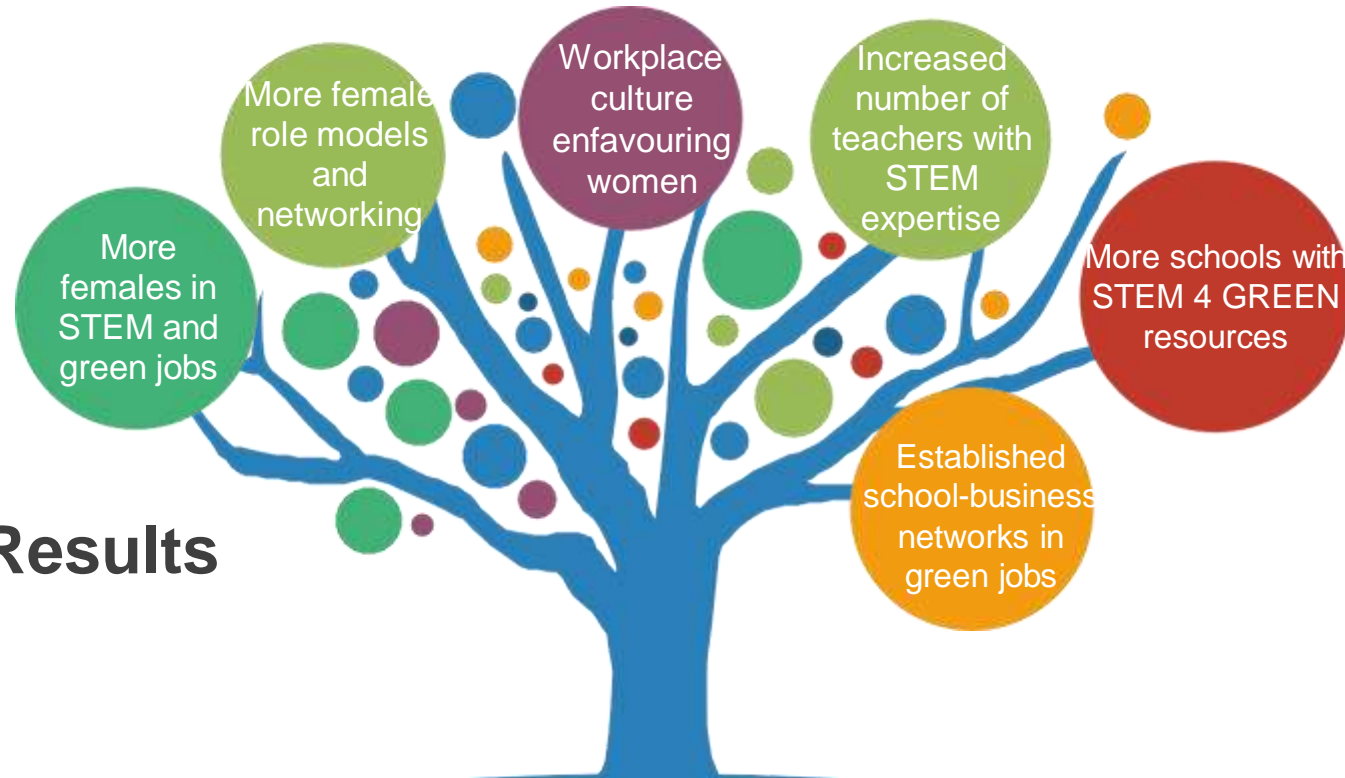 More
females in
STEM and
green jobs
More female
role models
and
networking
Workplace
culture
enfavouring
women
Increased
number of
teachers with
STEM
expertise
More schools with
STEM 4 GREEN
resources
Established
school-business
networks in
green jobs
Results